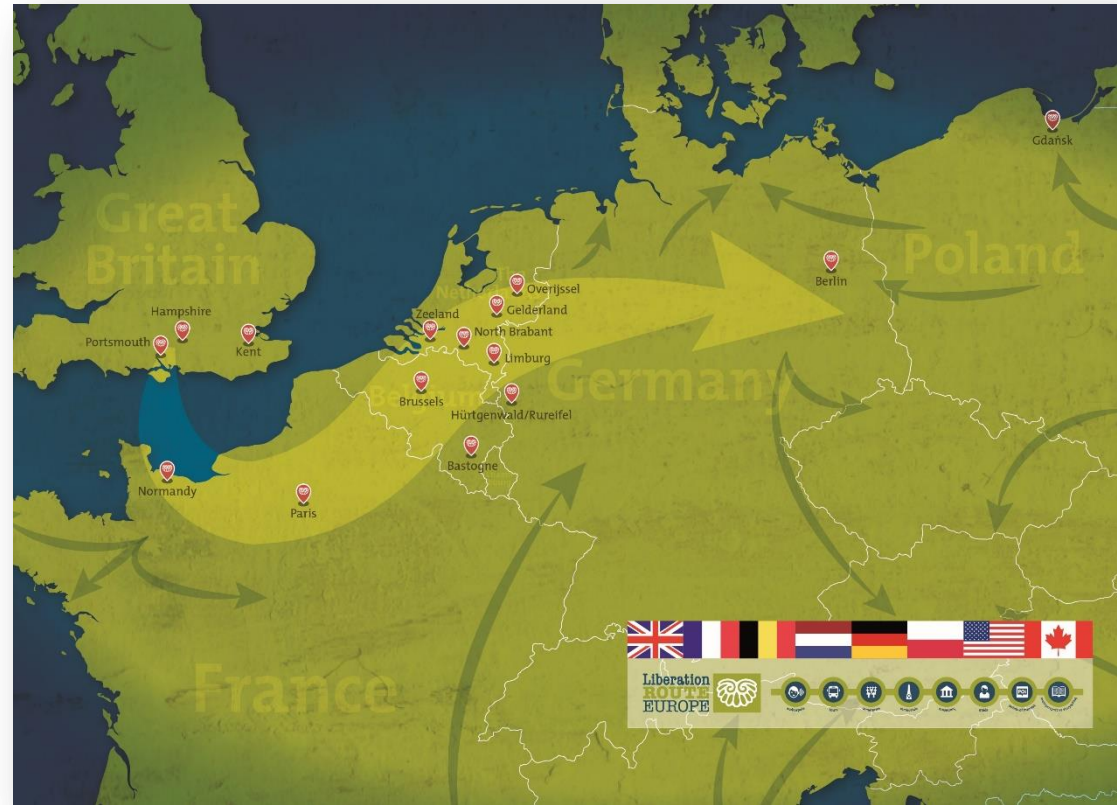 Gdańsk
Great
Britain
Poland
Berlin
Overijssel
Gelderland
Hampshire
Zeeland
North Brabant
Portsmouth
Kent
Limburg
Germany
Brussels
Hürtgenwald/Rureifel
Bastogne
Normandy
Paris
France
Liberation
ROUTE
EUROPE